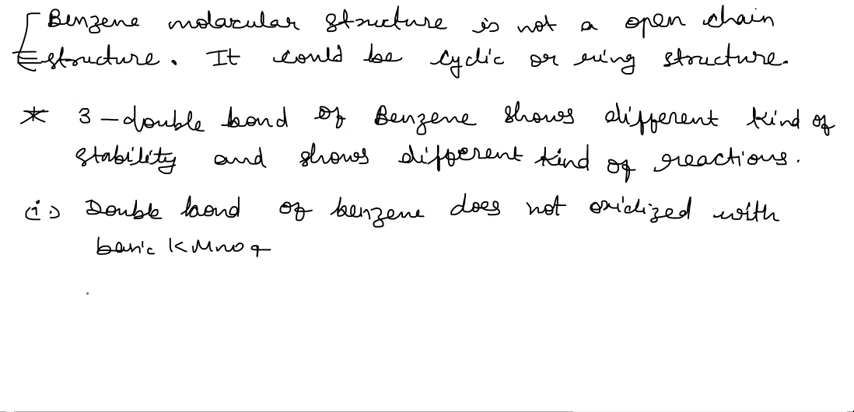 Benzene molacular structure is not a open chain
structure. It could be cyclic or ring structure.
* 3-double bond of Benzene shows different kind of
stability and shows different kind of reactions.
(i) Double bond of benzene does not oxidized with
basic KMnO4